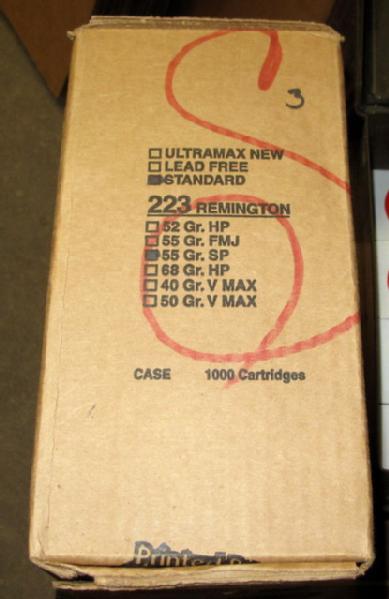 3
ULTRAMAX NEW
LEAD FREE
STANDARD
223 REMINGTON
52 Gr. HP
55 Gr. FMJ
55 Gr. SP
68 Gr. HP
40 Gr. V MAX
50 Gr. V MAX
CASE 1000 Cartridges
Printed